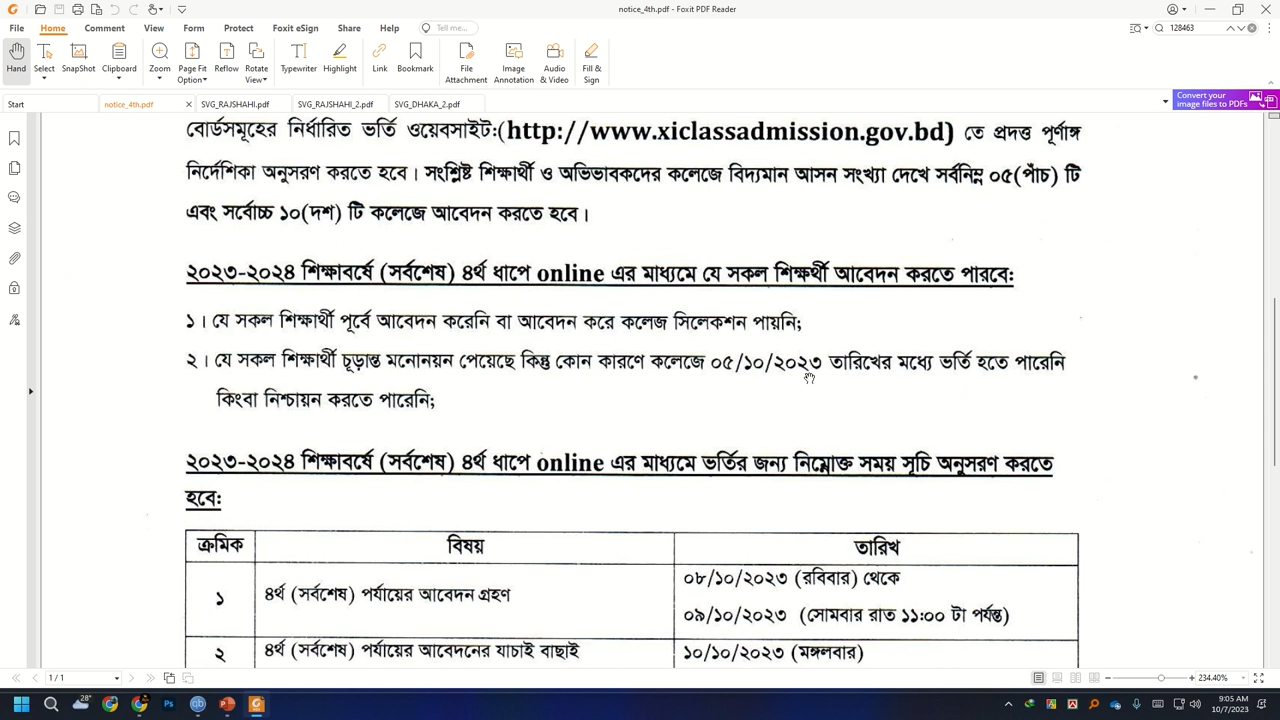 notice_4th.pdf - Foxit PDF Reader
File Home Comment View Form Protect Foxit eSign Share Help Tell me...
128463
Hand Select SnapShot Clipboard Zoom Page Fit Option Reflow Rotate View Typewriter Highlight Link Bookmark File Attachment Image Annotation Audio & Video Fill & Sign
Start notice_4th.pdf SVG_RAJSHAHI.pdf SVG_RAJSHAHI_2.pdf SVG_DHAKA_2.pdf
Convert your image files to PDFs
বোর্ডসমূহের নির্ধারিত ভর্তি ওয়েবসাইট:(http://www.xiclassadmission.gov.bd) তে প্রদত্ত পূর্ণাঙ্গ
নির্দেশিকা অনুসরণ করতে হবে। সংশ্লিষ্ট শিক্ষার্থী ও অভিভাবকদের কলেজে বিদ্যমান আসন সংখ্যা দেখে সর্বনিম্ন ০৫(পাঁচ) টি
এবং সর্বোচ্চ ১০(দশ) টি কলেজে আবেদন করতে হবে।
২০২৩-২০২৪ শিক্ষাবর্ষে (সর্বশেষ) ৪র্থ ধাপে online এর মাধ্যমে যে সকল শিক্ষর্থী আবেদন করতে পারবে:
১। যে সকল শিক্ষার্থী পূর্বে আবেদন করেনি বা আবেদন করে কলেজ সিলেকশন পায়নি;
২। যে সকল শিক্ষার্থী চূড়ান্ত মনোনয়ন পেয়েছে কিন্তু কোন কারণে কলেজে ০৫/১০/২০২৩ তারিখের মধ্যে ভর্তি হতে পারেনি
কিংবা নিশ্চায়ন করতে পারেনি;
২০২৩-২০২৪ শিক্ষাবর্ষে (সর্বশেষ) ৪র্থ ধাপে online এর মাধ্যমে ভর্তির জন্য নিম্নোক্ত সময় সূচি অনুসরণ করতে
হবে:
ক্রমিক বিষয় তারিখ
১ ৪র্থ (সর্বশেষ) পর্যায়ের আবেদন গ্রহণ ০৮/১০/২০২৩ (রবিবার) থেকে
০৯/১০/২০২৩ (সোমবার রাত ১১:০০ টা পর্যন্ত)
২ ৪র্থ (সর্বশেষ) পর্যায়ের আবেদনের যাচাই বাছাই ১০/১০/২০২৩ (মঙ্গলবার)
1 / 1 234.40%
28° 9:05 AM
10/7/2023